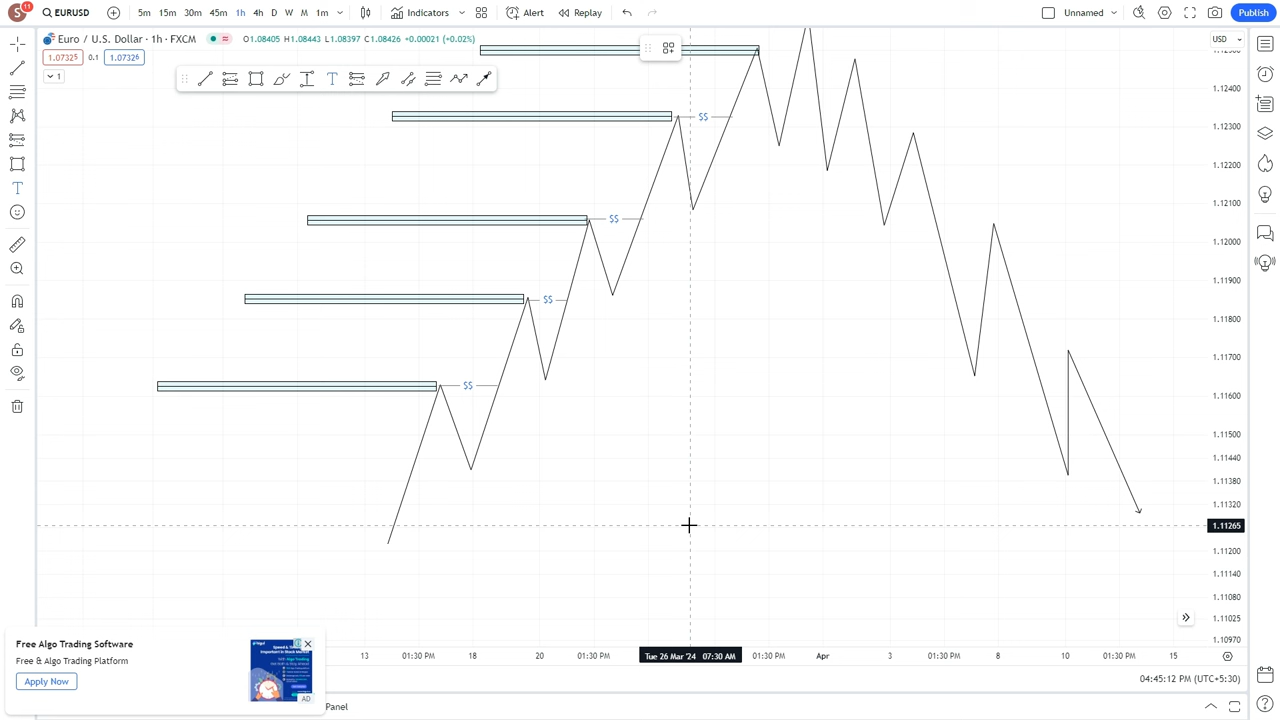 S 11 EURUSD 5m 15m 30m 45m 1h 4h D W M 1m Indicators Alert Replay Unnamed Publish
Euro / U.S. Dollar · 1h · FXCM O1.08405 H1.08443 L1.08397 C1.08426 +0.00021 (+0.02%) USD
1.07325 0.1 1.07326
1
T
1.12400
$$ 1.12300
1.12200
1.12100
$$
1.12000
1.11900
$$
1.11800
1.11700
$$
1.11600
1.11500
1.11440
1.11380
1.11320
1.11265
1.11200
1.11140
1.11080
1.11025
1.10970
Free Algo Trading Software
Free & Algo Trading Platform
Apply Now
AD
13 01:30 PM 18 20 01:30 PM Tue 26 Mar '24 07:30 AM 01:30 PM Apr 3 01:30 PM 8 10 01:30 PM 15
04:45:12 PM (UTC+5:30)
Panel